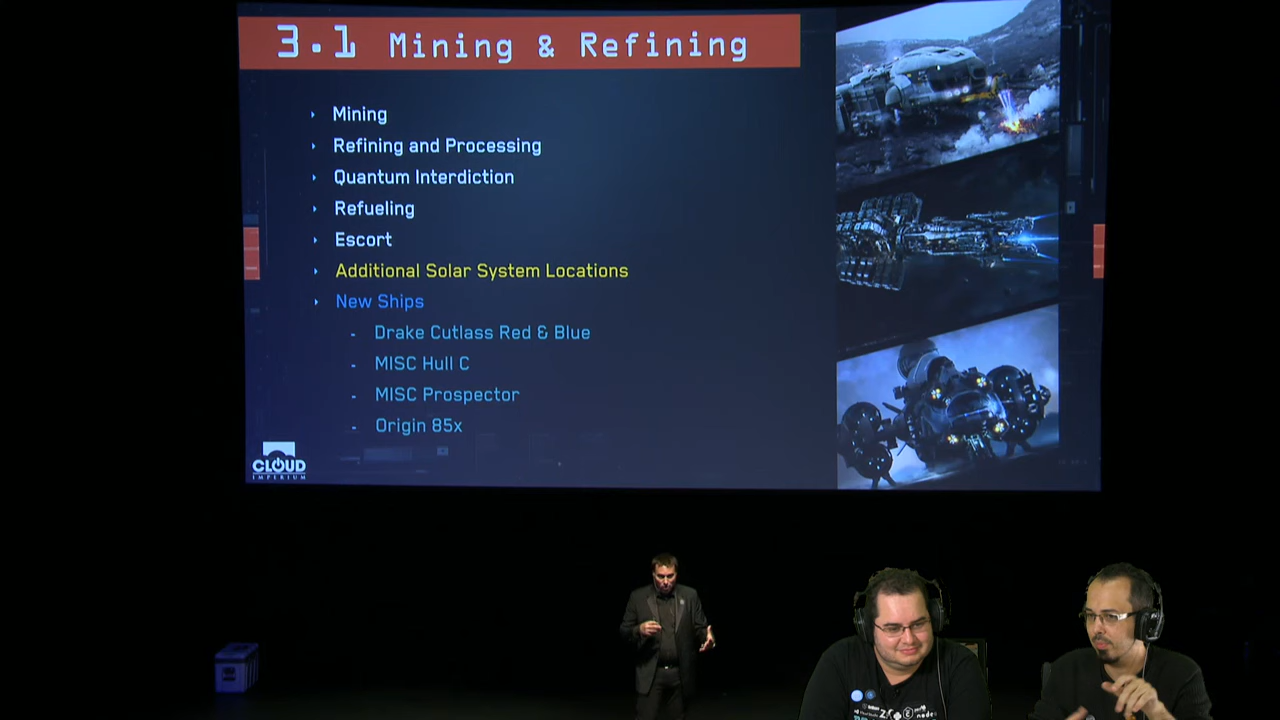 3.1 Mining & Refining
Mining
Refining and Processing
Quantum Interdiction
Refueling
Escort
Additional Solar System Locations
New Ships
- Drake Cutlass Red & Blue
- MISC Hull C
- MISC Prospector
- Origin 85x
CLOUD
IMPERIUM